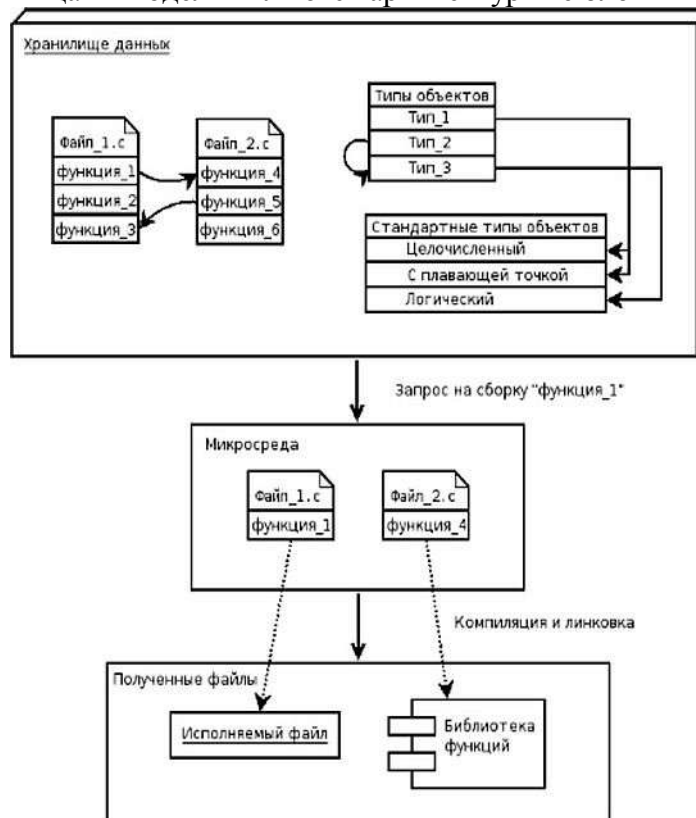 Хранилище данных
Типы объектов
Тип_1
Тип_2
Тип_3
Файл_1.c
функция_1
функция_2
функция_3
Файл_2.c
функция_4
функция_5
функция_6
Стандартные типы объектов
Целочисленный
С плавающей точкой
Логический
Запрос на сборку "функция_1"
Микросреда
Файл_1.c
функция_1
Файл_2.c
функция_4
Компиляция и линковка
Полученные файлы
Исполняемый файл
Библиотека
функций